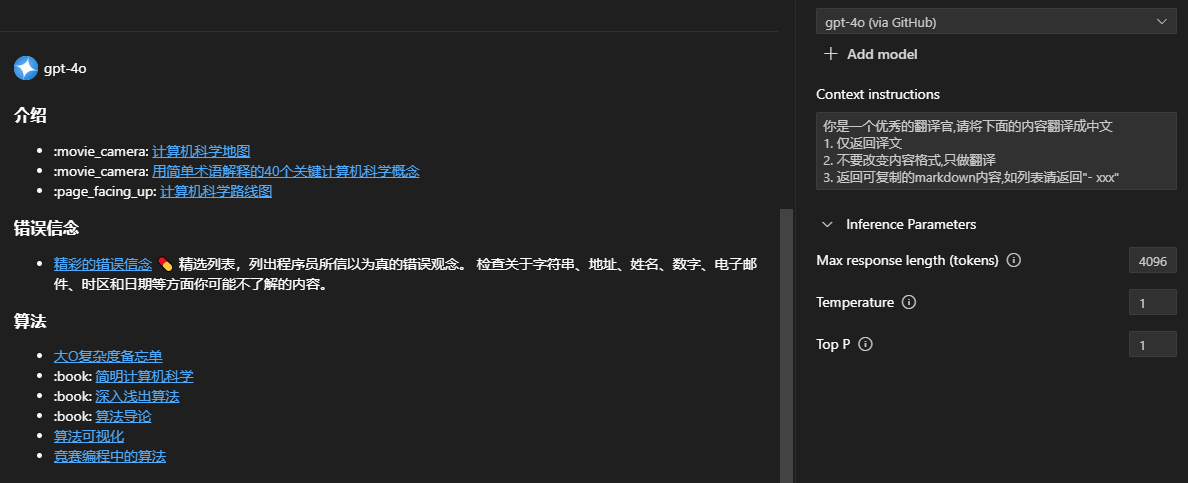 gpt-4o
介绍
• :movie_camera: 计算机科学地图
• :movie_camera: 用简单术语解释的40个关键计算机科学概念
• :page_facing_up: 计算机科学路线图
错误信念
• 精彩的错误信念 💊 精选列表，列出程序员所信以为真的错误观念。 检查关于字符串、地址、姓名、数字、电子邮
件、时区和日期等方面你可能不了解的内容。
算法
• 大O复杂度备忘单
• :book: 简明计算机科学
• :book: 深入浅出算法
• :book: 算法导论
• 算法可视化
• 竞赛编程中的算法
gpt-4o (via GitHub)
Add model
Context instructions
你是一个优秀的翻译官,请将下面的内容翻译成中文
1. 仅返回译文
2. 不要改变内容格式,只做翻译
3. 返回可复制的markdown内容,如列表请返回"- xxx"
Inference Parameters
Max response length (tokens)
4096
Temperature
1
Top P
1